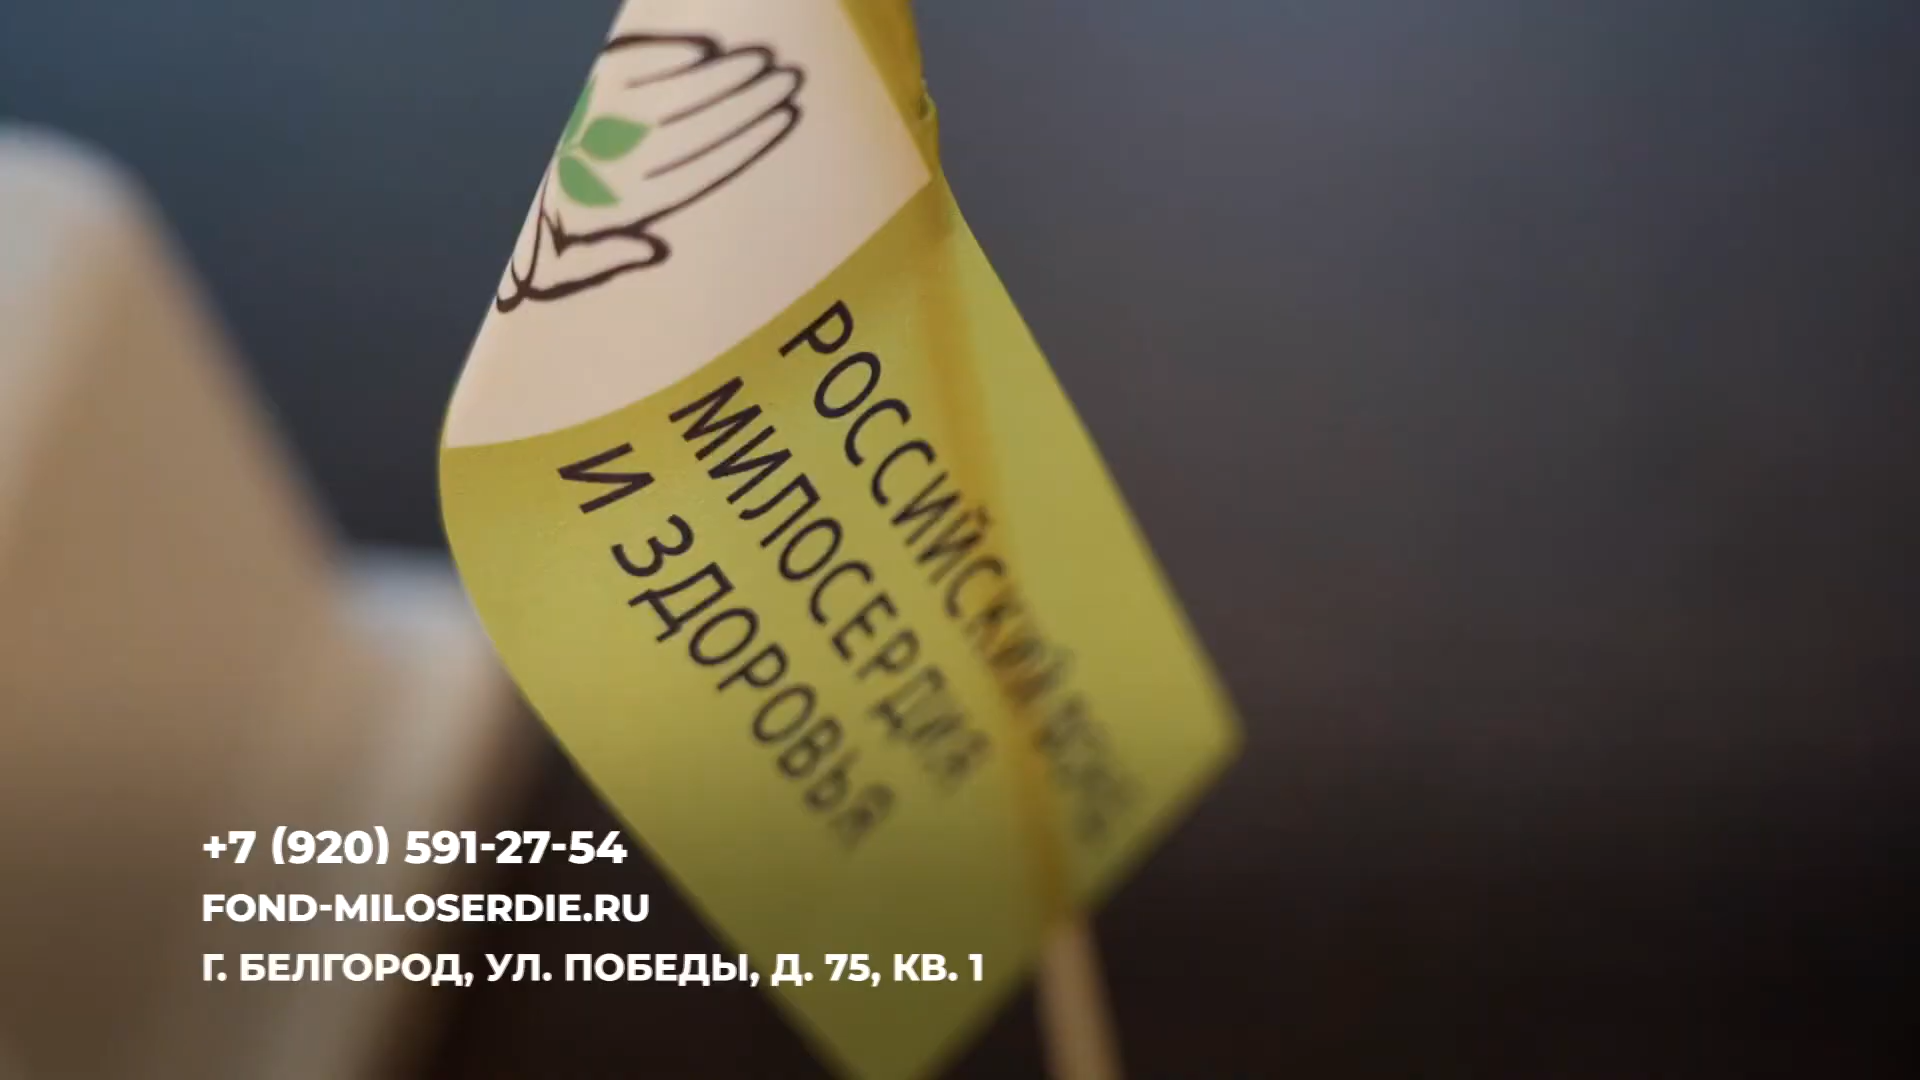 РОССИЙСКИЙ
МИЛОСЕРДИЯ
И ЗДОРОВЬЯ
+7 (920) 591-27-54
FOND-MILOSERDIE.RU
Г. БЕЛГОРОД, УЛ. ПОБЕДЫ, Д. 75, КВ. 1